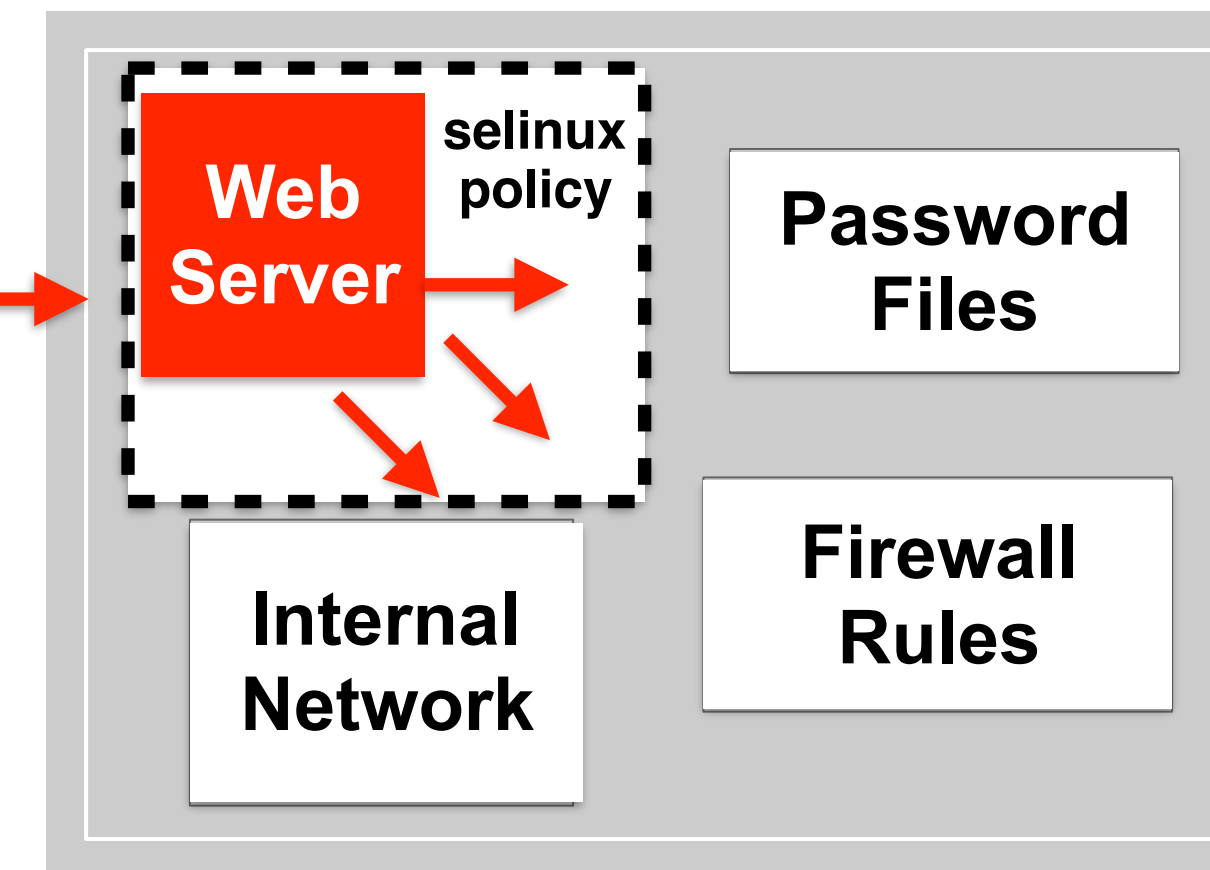 Web
Server
selinux
policy
Password
Files
Internal
Network
Firewall
Rules